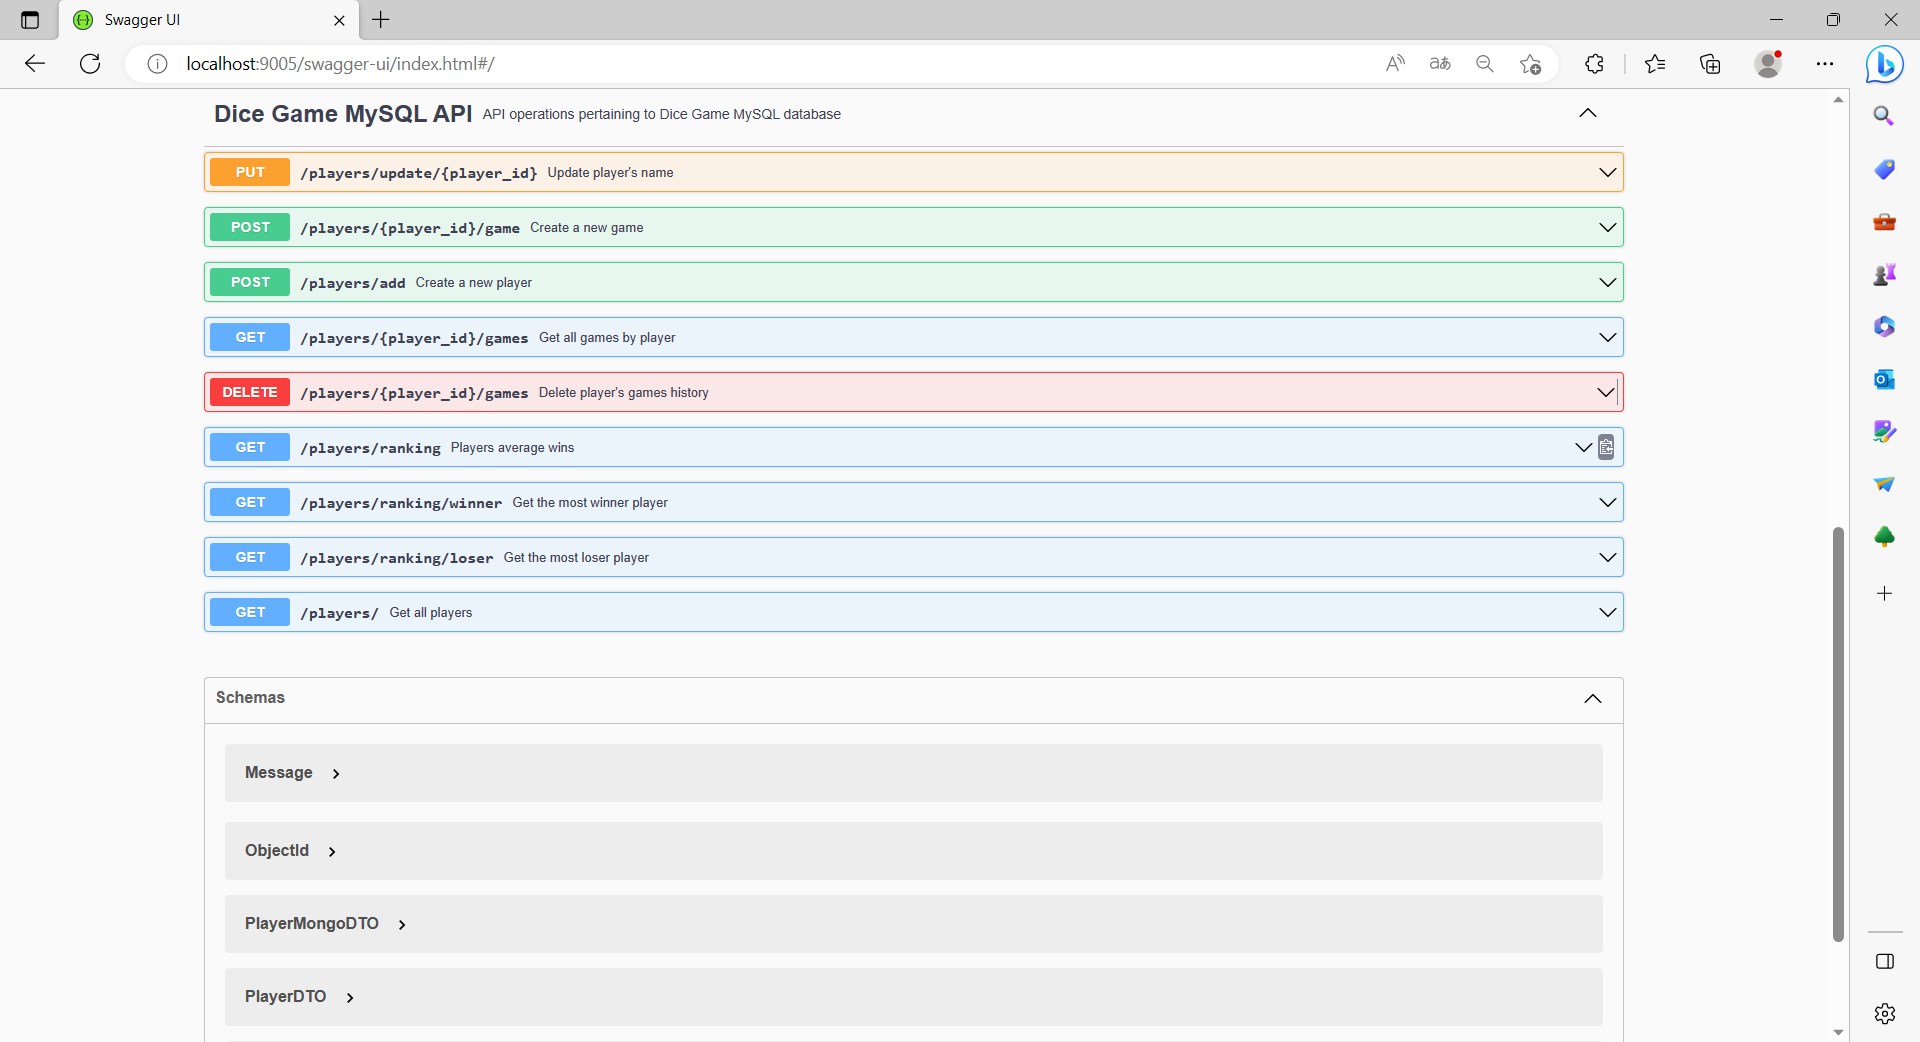 Swagger UI
localhost:9005/swagger-ui/index.html#/
Dice Game MySQL API API operations pertaining to Dice Game MySQL database
PUT /players/update/{player_id} Update player's name
POST /players/{player_id}/game Create a new game
POST /players/add Create a new player
GET /players/{player_id}/games Get all games by player
DELETE /players/{player_id}/games Delete player's games history
GET /players/ranking Players average wins
GET /players/ranking/winner Get the most winner player
GET /players/ranking/loser Get the most loser player
GET /players/ Get all players
Schemas
Message
ObjectId
PlayerMongoDTO
PlayerDTO